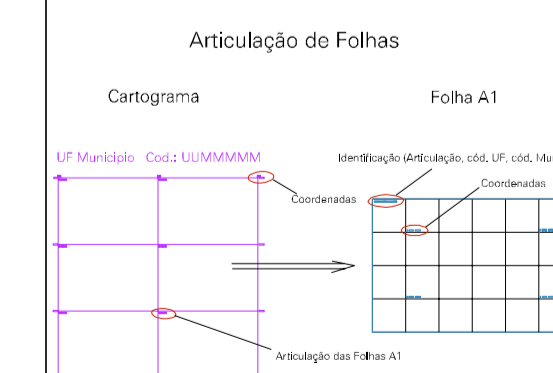 Articulação de Folhas
Cartograma
Folha A1
UF Municipio Cod.: UUMMMMM
Identificação (Articulação, cód. UF, cód. Mu
Coordenadas
Coordenadas
Articulação das Folhas A1